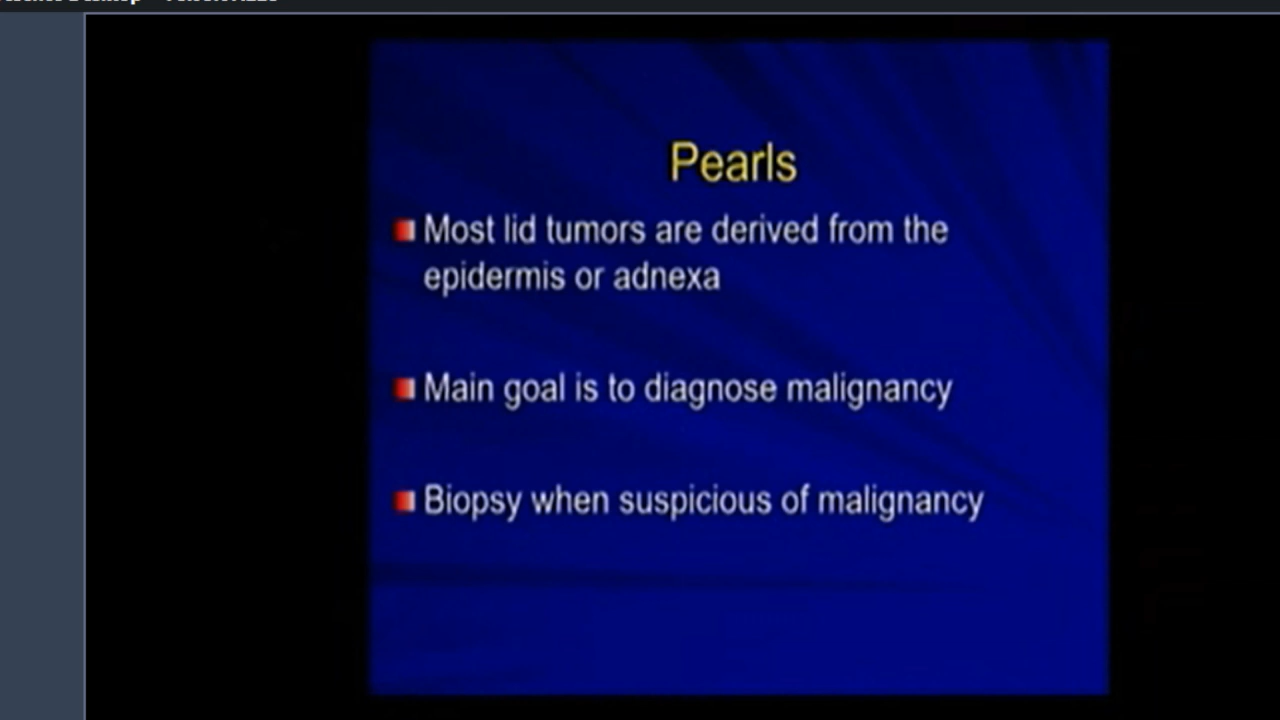 Pearls
Most lid tumors are derived from the
epidermis or adnexa
Main goal is to diagnose malignancy
Biopsy when suspicious of malignancy